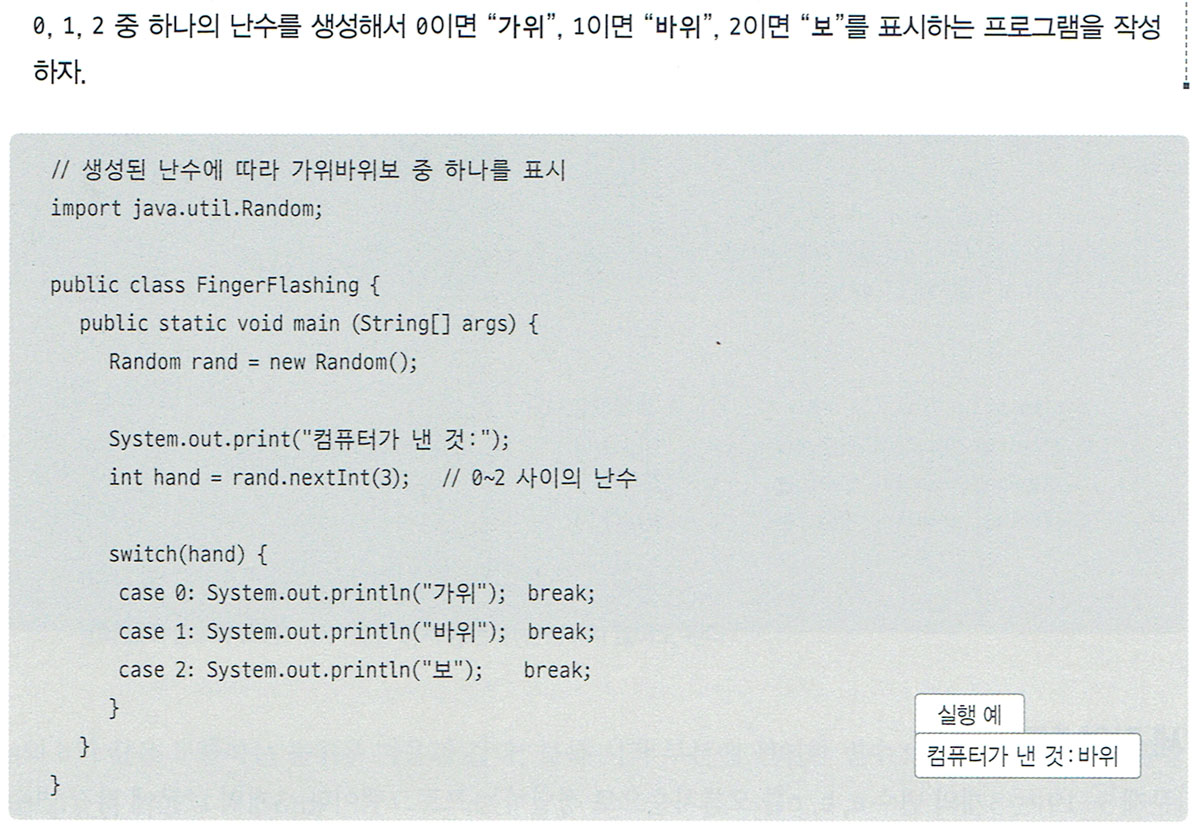 0, 1, 2 중 하나의 난수를 생성해서 0이면 “가위”, 1이면 “바위”, 2이면 “보”를 표시하는 프로그램을 작성
하자.
// 생성된 난수에 따라 가위바위보 중 하나를 표시
import java.util.Random;
public class FingerFlashing {
public static void main (String[] args) {
Random rand = new Random();
System.out.print("컴퓨터가 낸 것:");
int hand = rand.nextInt(3); // 0~2 사이의 난수
switch(hand) {
case 0: System.out.println("가위"); break;
case 1: System.out.println("바위"); break;
case 2: System.out.println("보"); break;
}
}
}
실행 예
컴퓨터가 낸 것:바위